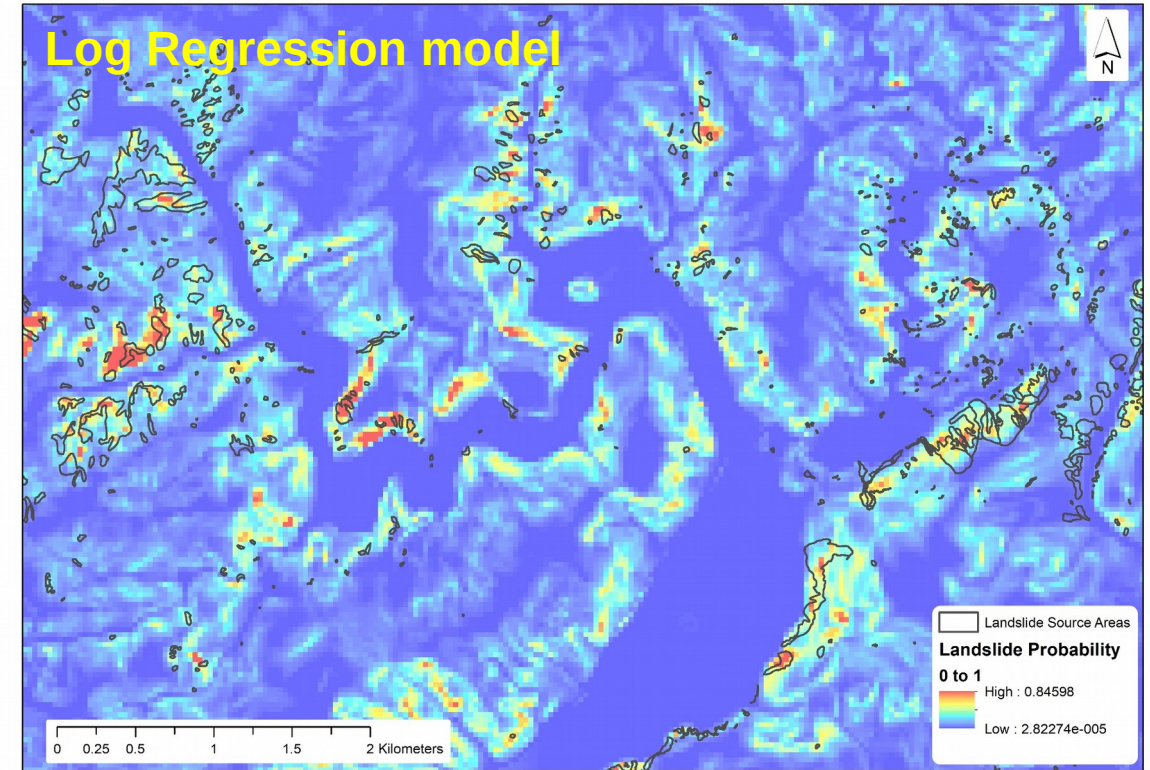 Log Regression model
N
Landslide Source Areas
Landslide Probability
0 to 1
High : 0.84598
Low : 2.82274e-005
0 0.25 0.5 1 1.5 2 Kilometers